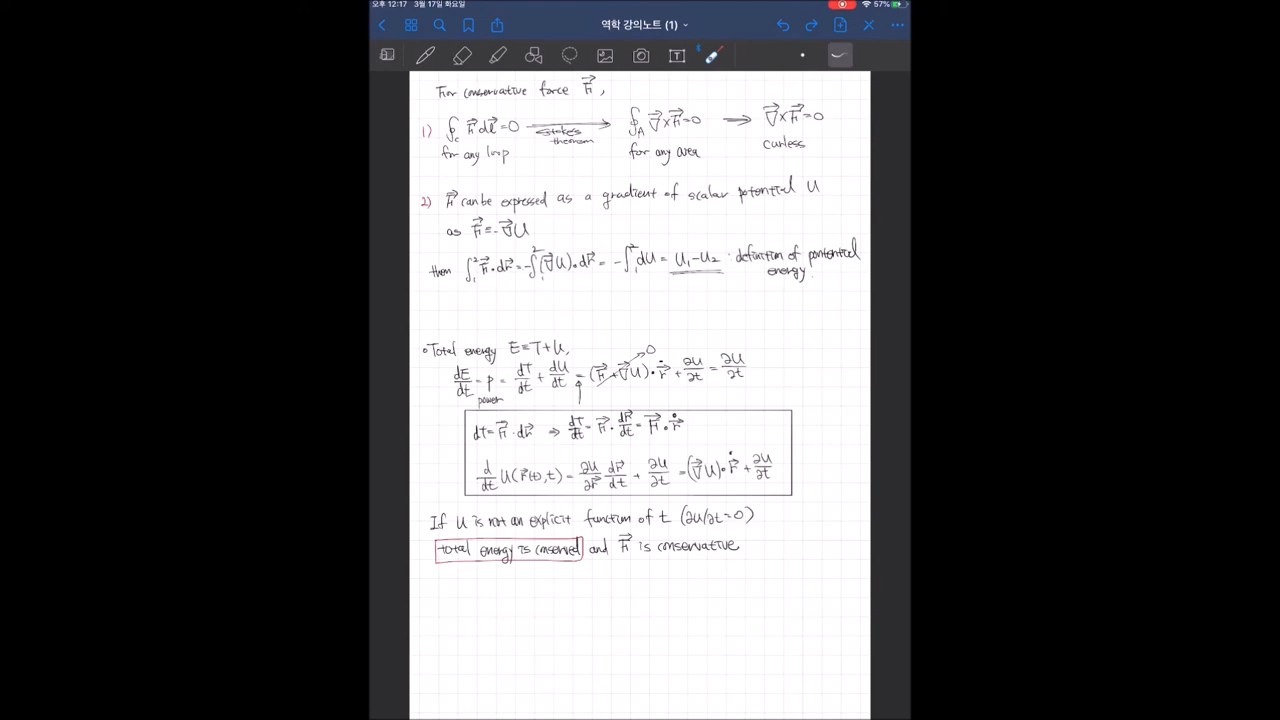 오후 12:17 3월 17일 화요일 57%
역학 강의노트 (1)
For conservative force F⃗,
1) ∮c F⃗·dl⃗ = 0 ⟶ ∮A ∇⃗×F⃗ = 0 ⟶ ∇⃗×F⃗ = 0
stokes theorem
for any loop for any area curless
2) F⃗ can be expressed as a gradient of scalar potential U
as F⃗ = -∇⃗U
then ∫₁² F⃗·dr⃗ = -∫₁² (∇⃗U)·dr⃗ = -∫₁² dU = U₁-U₂ : definition of pontential
energy.
• Total energy E = T+U,
dE/dt = P = dT/dt + dU/dt = (F⃗+∇⃗U)·ṙ⃗ + ∂U/∂t = ∂U/∂t
0
power
dT = F⃗·dr⃗ ⇒ dT/dt = F⃗·dr⃗/dt = F⃗·ṙ⃗
d/dt U(r⃗(t),t) = ∂U/∂r⃗ dr⃗/dt + ∂U/∂t = (∇⃗U)·ṙ⃗ + ∂U/∂t
If U is not an explicit function of t (∂U/∂t=0)
total energy is conserved and F⃗ is conservative